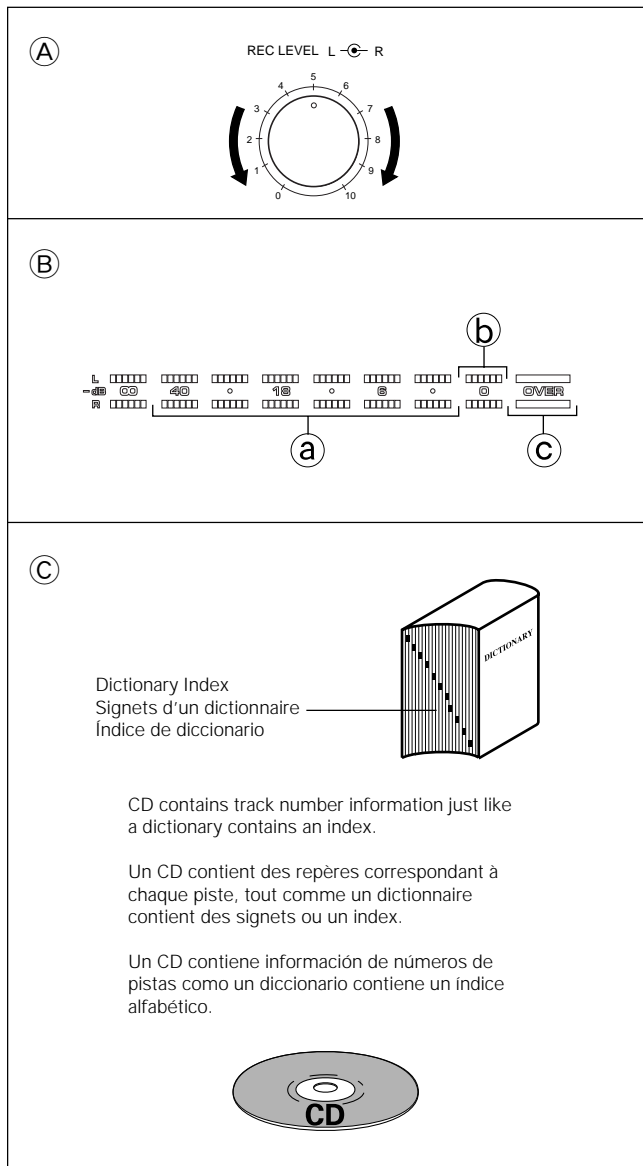 A
REC LEVEL L R
0 1 2 3 4 5 6 7 8 9 10
B
b
L
-dB ∞ 40 18 6 0 OVER
R
a c
C
DICTIONARY
Dictionary Index
Signets d'un dictionnaire
Índice de diccionario
CD contains track number information just like
a dictionary contains an index.
Un CD contient des repères correspondant à
chaque piste, tout comme un dictionnaire
contient des signets ou un index.
Un CD contiene información de números de
pistas como un diccionario contiene un índice
alfabético.
CD